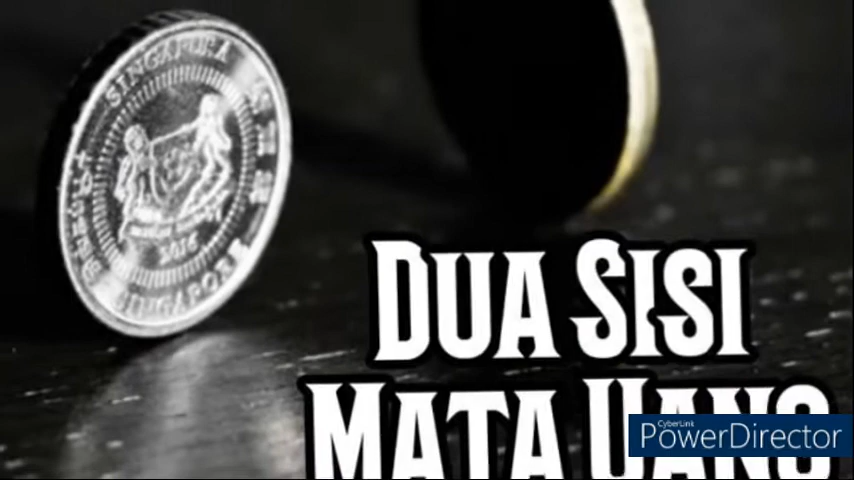 SINGAPURA
2016
SINGAPORE
DUA SISI
MATA UANG
CyberLink
PowerDirector